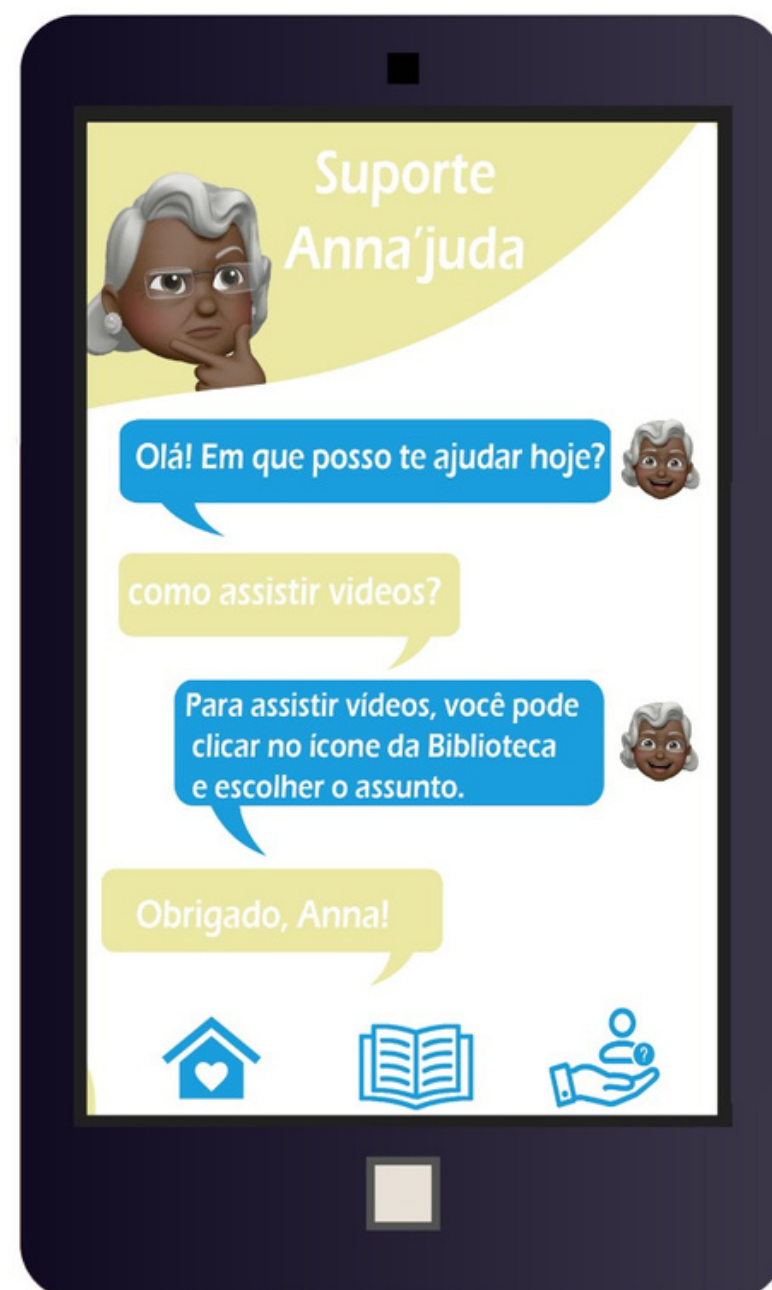 Suporte
Anna'juda
Olá! Em que posso te ajudar hoje?
como assistir videos?
Para assistir vídeos, você pode
clicar no ícone da Biblioteca
e escolher o assunto.
Obrigado, Anna!
?